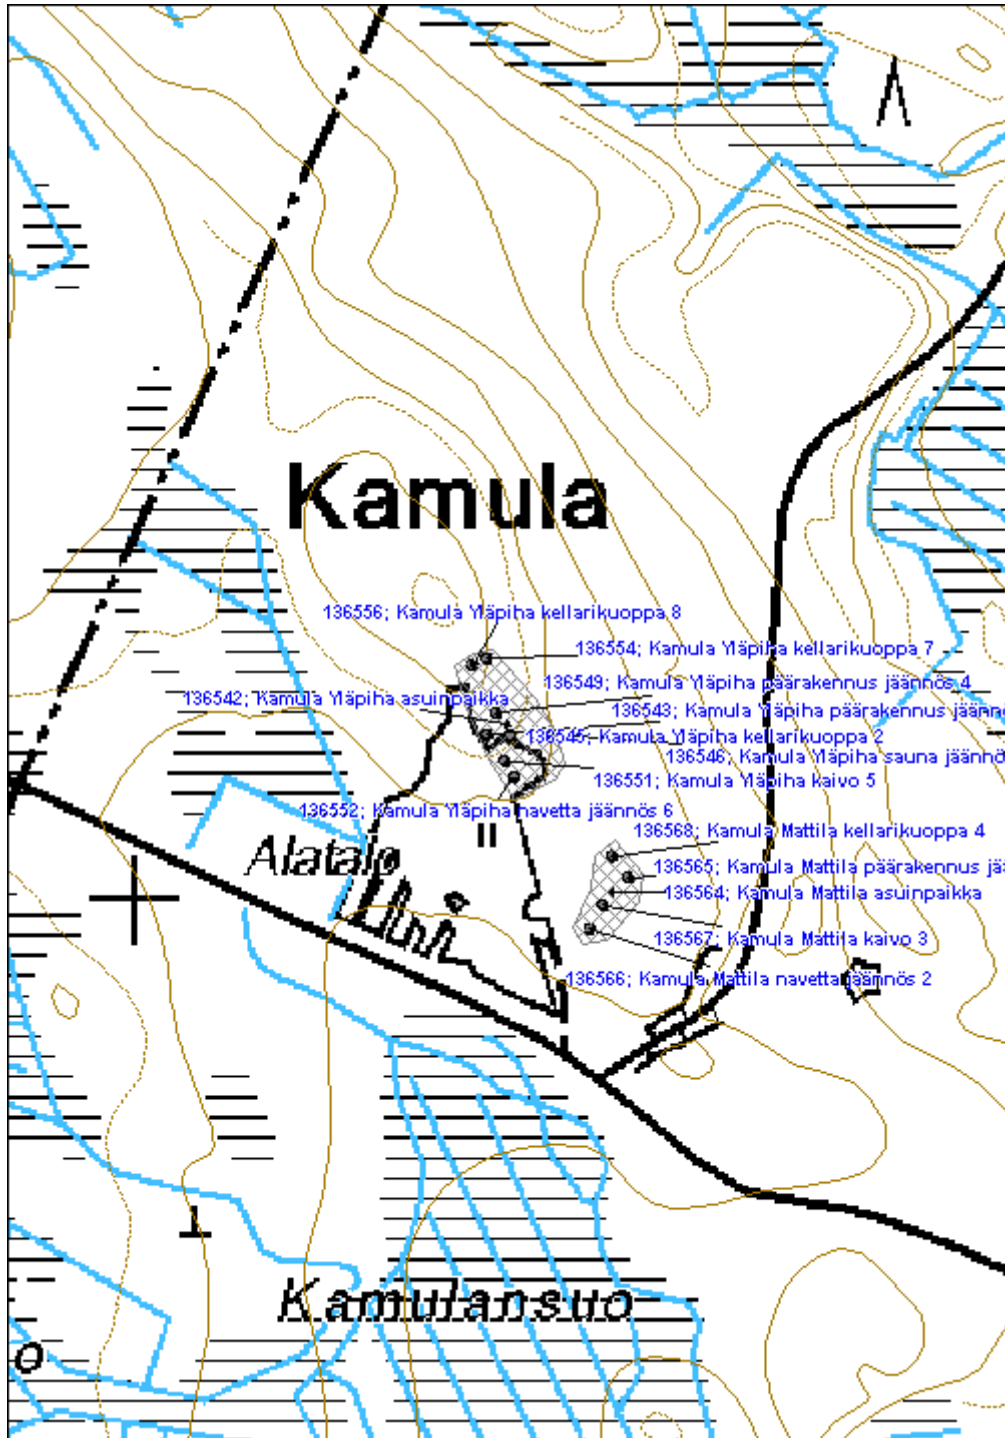 Kamula
136556; Kamula Yläpiha kellarikuoppa 8
136554; Kamula Yläpiha kellarikuoppa 7
136549; Kamula Yläpiha päärakennus jäännös 4
136542; Kamula Yläpiha asuinpaikka
136543; Kamula Yläpiha päärakennus jäännö
136545; Kamula Yläpiha kellarikuoppa 2
136546; Kamula Yläpiha sauna jäännö
136551; Kamula Yläpiha kaivo 5
136552; Kamula Yläpiha navetta jäännös 6
136568; Kamula Mattila kellarikuoppa 4
Alatalo
136565; Kamula Mattila päärakennus jää
136564; Kamula Mattila asuinpaikka
136567; Kamula Mattila kaivo 3
136566; Kamula Mattila navetta jäännös 2
Kamulansuo
o